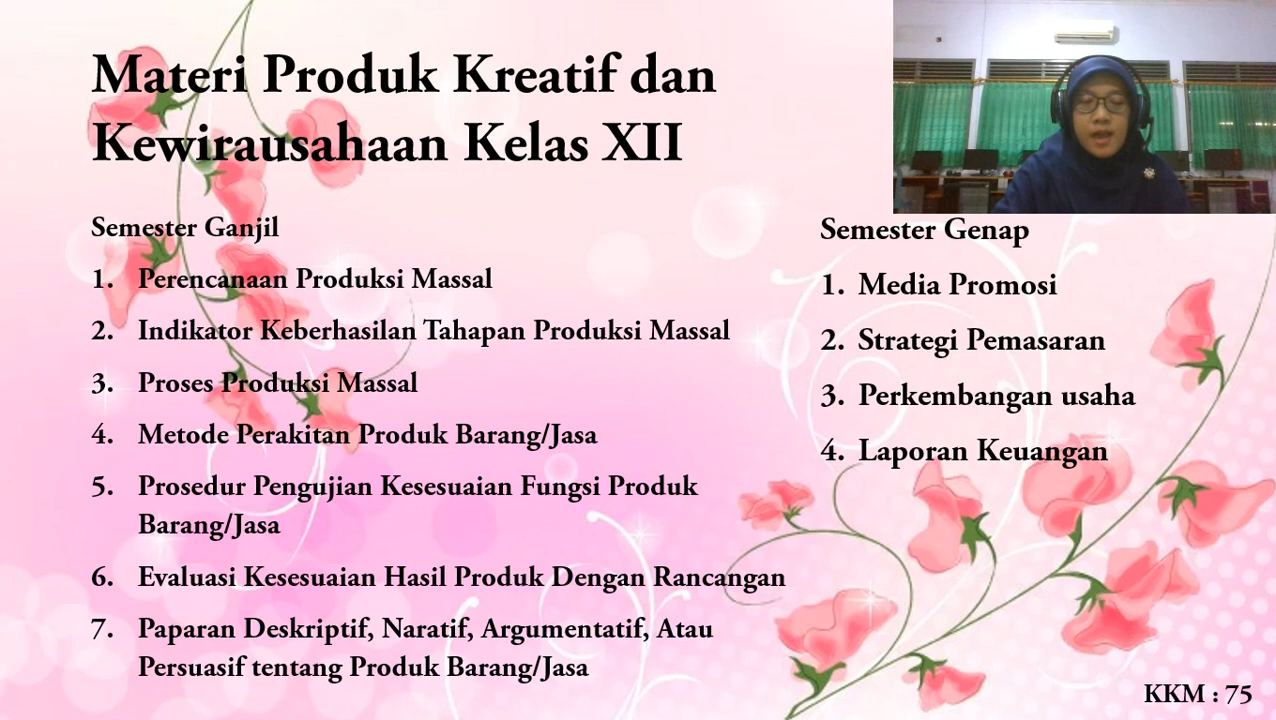 Materi Produk Kreatif dan
Kewirausahaan Kelas XII
Semester Ganjil
1. Perencanaan Produksi Massal
2. Indikator Keberhasilan Tahapan Produksi Massal
3. Proses Produksi Massal
4. Metode Perakitan Produk Barang/Jasa
5. Prosedur Pengujian Kesesuaian Fungsi Produk
Barang/Jasa
6. Evaluasi Kesesuaian Hasil Produk Dengan Rancangan
7. Paparan Deskriptif, Naratif, Argumentatif, Atau
Persuasif tentang Produk Barang/Jasa
Semester Genap
1. Media Promosi
2. Strategi Pemasaran
3. Perkembangan usaha
4. Laporan Keuangan
KKM : 75